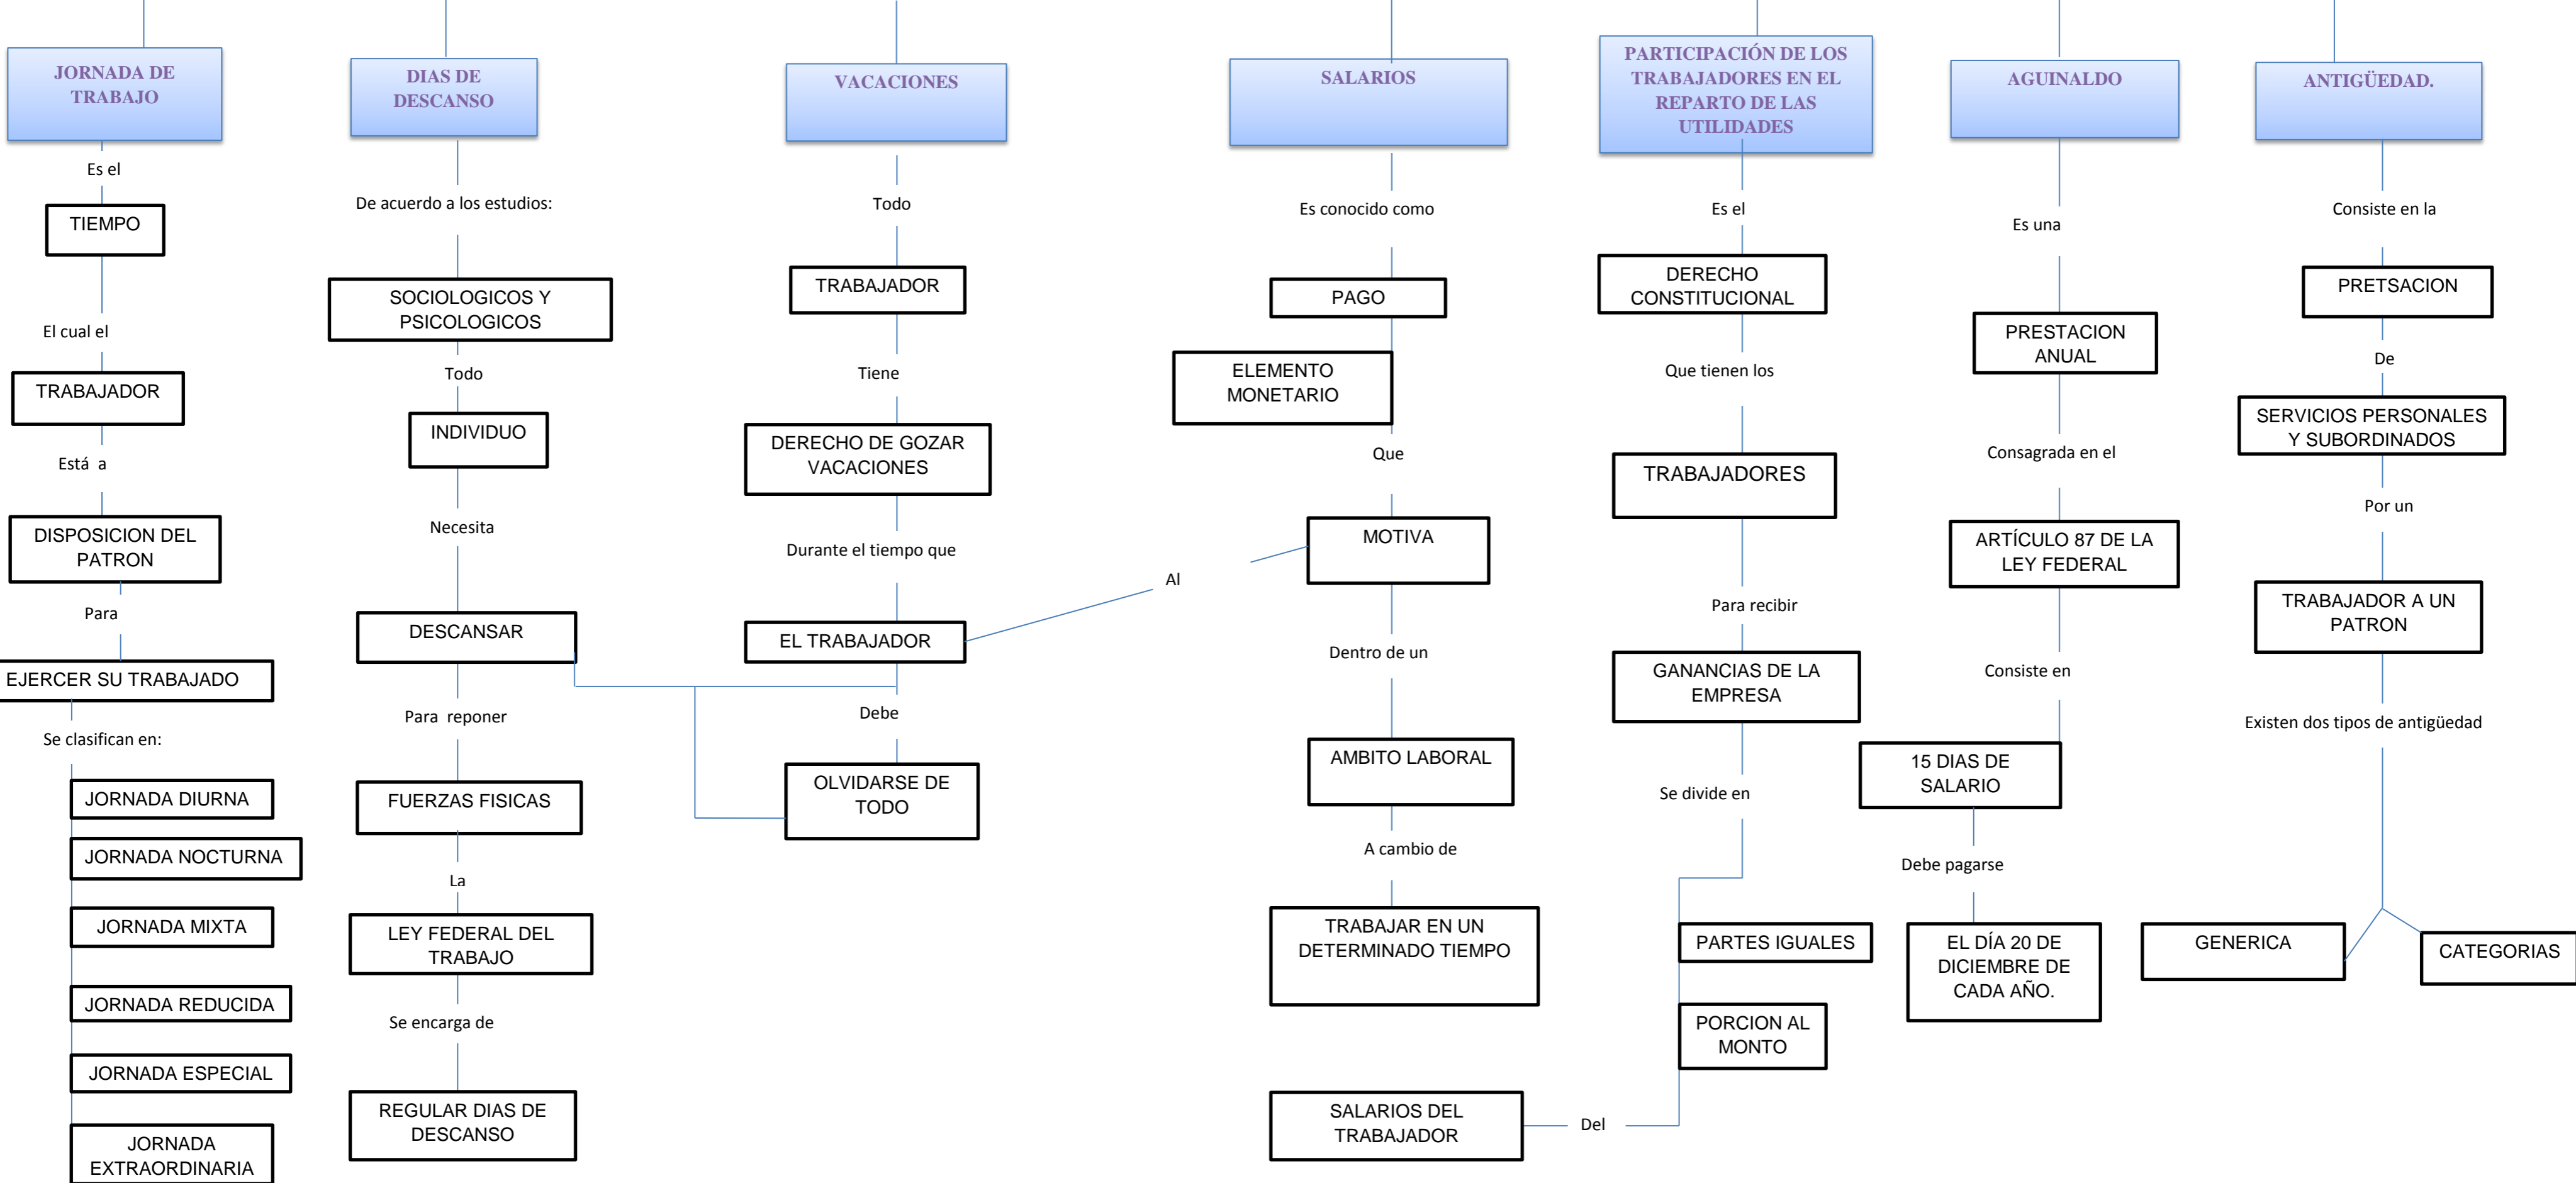 JORNADA DE
TRABAJO
Es el
TIEMPO
El cual el
TRABAJADOR
Está  a
DISPOSICION DEL
PATRON
Para
EJERCER SU TRABAJADO
Se clasifican en:
JORNADA DIURNA
JORNADA NOCTURNA
JORNADA MIXTA
JORNADA REDUCIDA
JORNADA ESPECIAL
JORNADA
EXTRAORDINARIA
DIAS DE
DESCANSO
De acuerdo a los estudios:
SOCIOLOGICOS Y
PSICOLOGICOS
Todo
INDIVIDUO
Necesita
DESCANSAR
Para  reponer
FUERZAS FISICAS
La
LEY FEDERAL DEL
TRABAJO
Se encarga de
REGULAR DIAS DE
DESCANSO
VACACIONES
Todo
TRABAJADOR
Tiene
DERECHO DE GOZAR
VACACIONES
Durante el tiempo que
EL TRABAJADOR
Debe
OLVIDARSE DE
TODO
Al
SALARIOS
Es conocido como
PAGO
ELEMENTO
MONETARIO
Que
MOTIVA
Dentro de un
AMBITO LABORAL
A cambio de
TRABAJAR EN UN
DETERMINADO TIEMPO
PARTICIPACIÓN DE LOS
TRABAJADORES EN EL
REPARTO DE LAS
UTILIDADES
Es el
DERECHO
CONSTITUCIONAL
Que tienen los
TRABAJADORES
Para recibir
GANANCIAS DE LA
EMPRESA
Se divide en
PARTES IGUALES
PORCION AL
MONTO
Del
SALARIOS DEL
TRABAJADOR
AGUINALDO
Es una
PRESTACION
ANUAL
Consagrada en el
ARTÍCULO 87 DE LA
LEY FEDERAL
Consiste en
15 DIAS DE
SALARIO
Debe pagarse
EL DÍA 20 DE
DICIEMBRE DE
CADA AÑO.
ANTIGÜEDAD.
Consiste en la
PRETSACION
De
SERVICIOS PERSONALES
Y SUBORDINADOS
Por un
TRABAJADOR A UN
PATRON
Existen dos tipos de antigüedad
GENERICA
CATEGORIAS